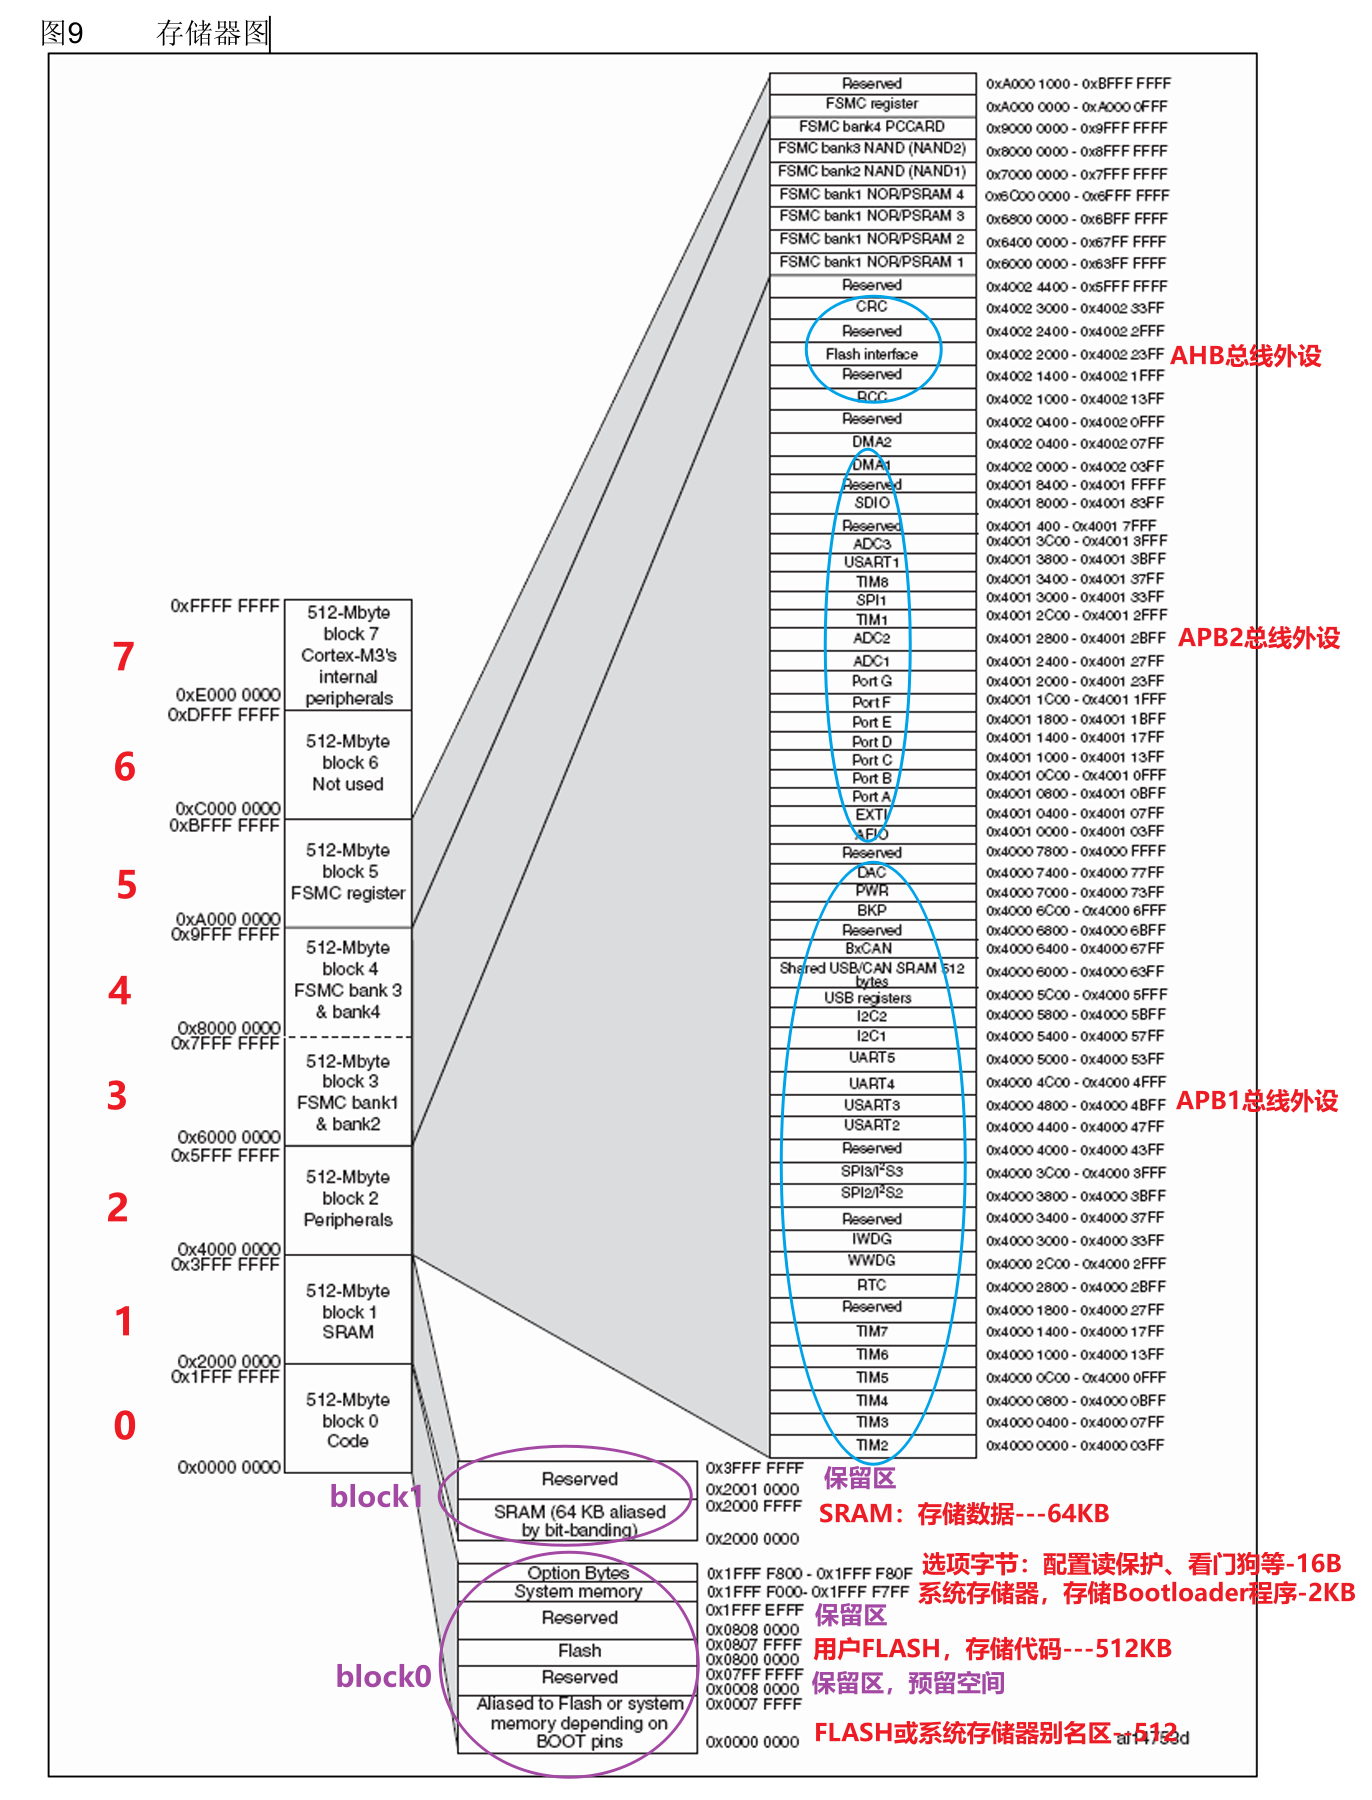 图9 存储器图
Reserved 0xA000 1000 - 0xBFFF FFFF
FSMC register 0xA000 0000 - 0xA000 0FFF
FSMC bank4 PCCARD 0x9000 0000 - 0x9FFF FFFF
FSMC bank3 NAND (NAND2) 0x8000 0000 - 0x8FFF FFFF
FSMC bank2 NAND (NAND1) 0x7000 0000 - 0x7FFF FFFF
FSMC bank1 NOR/PSRAM 4 0x6C00 0000 - 0x6FFF FFFF
FSMC bank1 NOR/PSRAM 3 0x6800 0000 - 0x6BFF FFFF
FSMC bank1 NOR/PSRAM 2 0x6400 0000 - 0x67FF FFFF
FSMC bank1 NOR/PSRAM 1 0x6000 0000 - 0x63FF FFFF
Reserved 0x4002 4400 - 0x5FFF FFFF
CRC 0x4002 3000 - 0x4002 33FF
Reserved 0x4002 2400 - 0x4002 2FFF
Flash interface 0x4002 2000 - 0x4002 23FF AHB总线外设
Reserved 0x4002 1400 - 0x4002 1FFF
RCC 0x4002 1000 - 0x4002 13FF
Reserved 0x4002 0400 - 0x4002 0FFF
DMA2 0x4002 0400 - 0x4002 07FF
DMA1 0x4002 0000 - 0x4002 03FF
Reserved 0x4001 8400 - 0x4001 FFFF
SDIO 0x4001 8000 - 0x4001 83FF
Reserved 0x4001 400 - 0x4001 7FFF
ADC3 0x4001 3C00 - 0x4001 3FFF
USART1 0x4001 3800 - 0x4001 3BFF
TIM8 0x4001 3400 - 0x4001 37FF
SPI1 0x4001 3000 - 0x4001 33FF
TIM1 0x4001 2C00 - 0x4001 2FFF
ADC2 0x4001 2800 - 0x4001 2BFF APB2总线外设
ADC1 0x4001 2400 - 0x4001 27FF
Port G 0x4001 2000 - 0x4001 23FF
Port F 0x4001 1C00 - 0x4001 1FFF
Port E 0x4001 1800 - 0x4001 1BFF
Port D 0x4001 1400 - 0x4001 17FF
Port C 0x4001 1000 - 0x4001 13FF
Port B 0x4001 0C00 - 0x4001 0FFF
Port A 0x4001 0800 - 0x4001 0BFF
EXTI 0x4001 0400 - 0x4001 07FF
AFIO 0x4001 0000 - 0x4001 03FF
Reserved 0x4000 7800 - 0x4000 FFFF
DAC 0x4000 7400 - 0x4000 77FF
PWR 0x4000 7000 - 0x4000 73FF
BKP 0x4000 6C00 - 0x4000 6FFF
Reserved 0x4000 6800 - 0x4000 6BFF
BxCAN 0x4000 6400 - 0x4000 67FF
Shared USB/CAN SRAM 512
bytes 0x4000 6000 - 0x4000 63FF
USB registers 0x4000 5C00 - 0x4000 5FFF
I2C2 0x4000 5800 - 0x4000 5BFF
I2C1 0x4000 5400 - 0x4000 57FF
UART5 0x4000 5000 - 0x4000 53FF
UART4 0x4000 4C00 - 0x4000 4FFF
USART3 0x4000 4800 - 0x4000 4BFF APB1总线外设
USART2 0x4000 4400 - 0x4000 47FF
Reserved 0x4000 4000 - 0x4000 43FF
SPI3/I²S3 0x4000 3C00 - 0x4000 3FFF
SPI2/I²S2 0x4000 3800 - 0x4000 3BFF
Reserved 0x4000 3400 - 0x4000 37FF
IWDG 0x4000 3000 - 0x4000 33FF
WWDG 0x4000 2C00 - 0x4000 2FFF
RTC 0x4000 2800 - 0x4000 2BFF
Reserved 0x4000 1800 - 0x4000 27FF
TIM7 0x4000 1400 - 0x4000 17FF
TIM6 0x4000 1000 - 0x4000 13FF
TIM5 0x4000 0C00 - 0x4000 0FFF
TIM4 0x4000 0800 - 0x4000 0BFF
TIM3 0x4000 0400 - 0x4000 07FF
TIM2 0x4000 0000 - 0x4000 03FF
0xFFFF FFFF
7
512-Mbyte
block 7
Cortex-M3's
internal
peripherals
0xE000 0000
0xDFFF FFFF
6
512-Mbyte
block 6
Not used
0xC000 0000
0xBFFF FFFF
5
512-Mbyte
block 5
FSMC register
0xA000 0000
0x9FFF FFFF
4
512-Mbyte
block 4
FSMC bank 3
& bank4
0x8000 0000
0x7FFF FFFF
3
512-Mbyte
block 3
FSMC bank1
& bank2
0x6000 0000
0x5FFF FFFF
2
512-Mbyte
block 2
Peripherals
0x4000 0000
0x3FFF FFFF
1
512-Mbyte
block 1
SRAM
0x2000 0000
0x1FFF FFFF
0
512-Mbyte
block 0
Code
0x0000 0000
block1
Reserved
0x3FFF FFFF
保留区
0x2001 0000
SRAM (64 KB aliased
by bit-banding)
0x2000 FFFF
SRAM：存储数据---64KB
0x2000 0000
block0
Option Bytes 0x1FFF F800 - 0x1FFF F80F 选项字节：配置读保护、看门狗等-16B
System memory 0x1FFF F000- 0x1FFF F7FF 系统存储器，存储Bootloader程序-2KB
Reserved
0x1FFF EFFF
保留区
0x0808 0000
Flash
0x0807 FFFF
用户FLASH，存储代码---512KB
0x0800 0000
Reserved
0x07FF FFFF
保留区，预留空间
0x0008 0000
Aliased to Flash or system
memory depending on
BOOT pins
0x0007 FFFF
FLASH或系统存储器别名区--512
0x0000 0000
ai14753d